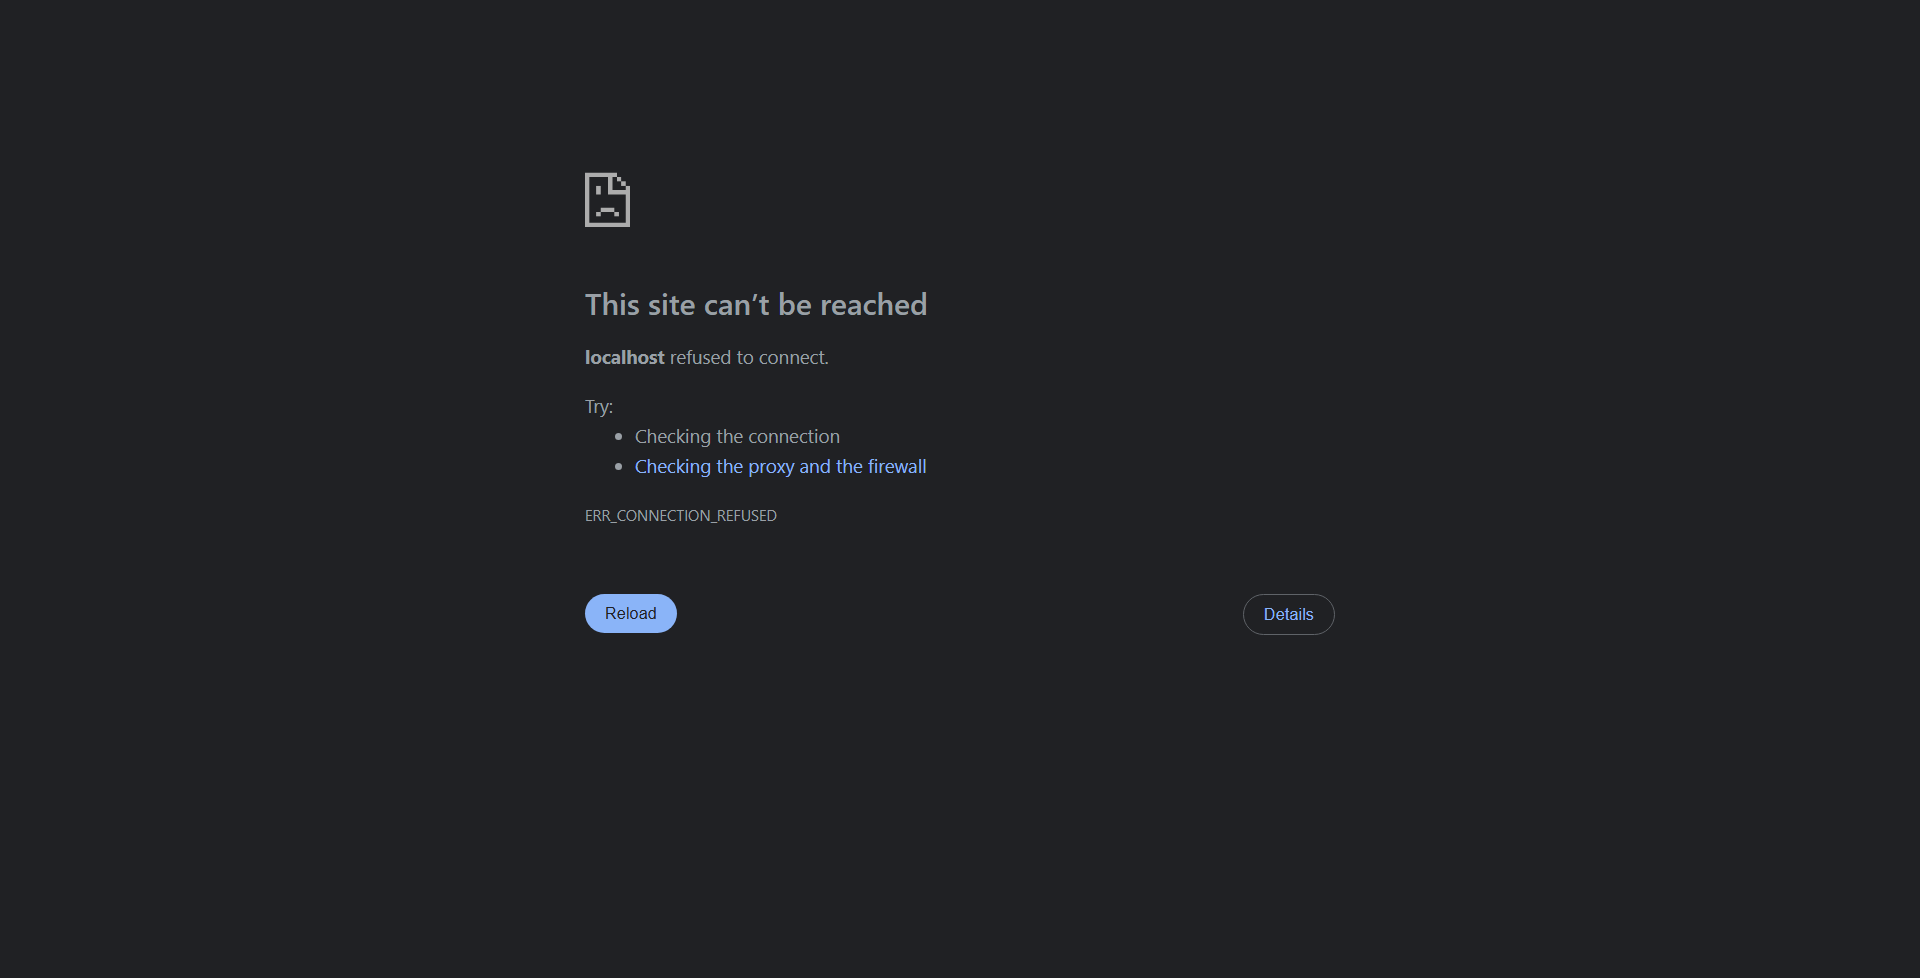 This site can’t be reached
localhost refused to connect.
Try:
Checking the connection
Checking the proxy and the firewall
ERR_CONNECTION_REFUSED
Reload
Details